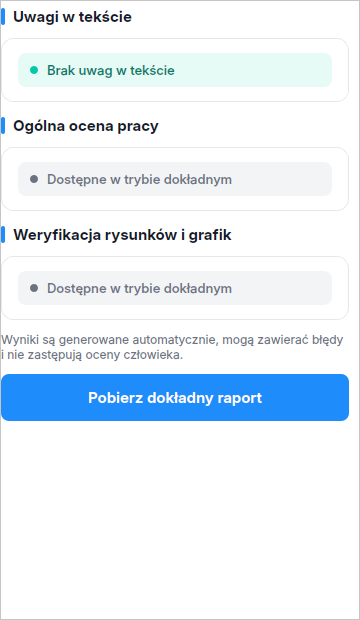 Uwagi w tekście
Brak uwag w tekście
Ogólna ocena pracy
Dostępne w trybie dokładnym
Weryfikacja rysunków i grafik
Dostępne w trybie dokładnym
Wyniki są generowane automatycznie, mogą zawierać błędy
i nie zastępują oceny człowieka.
Pobierz dokładny raport